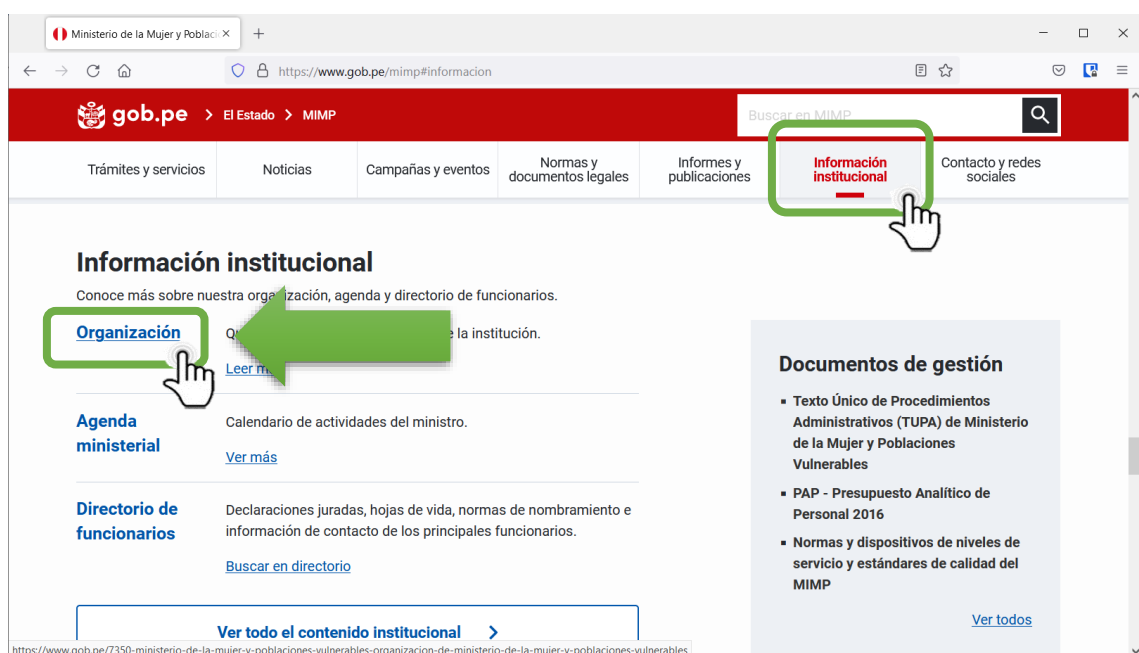 Ministerio de la Mujer y Poblaci
https://www.gob.pe/mimp#informacion
gob.pe > El Estado > MIMP
Buscar en MIMP
Trámites y servicios
Noticias
Campañas y eventos
Normas y
documentos legales
Informes y
publicaciones
Información
institucional
Contacto y redes
sociales
Información institucional
Conoce más sobre nuestra organización, agenda y directorio de funcionarios.
Organización
la institución.
Leer
Agenda
ministerial
Calendario de actividades del ministro.
Ver más
Directorio de
funcionarios
Declaraciones juradas, hojas de vida, normas de nombramiento e
información de contacto de los principales funcionarios.
Buscar en directorio
Ver todo el contenido institucional
Documentos de gestión
Texto Único de Procedimientos
Administrativos (TUPA) de Ministerio
de la Mujer y Poblaciones
Vulnerables
PAP - Presupuesto Analítico de
Personal 2016
Normas y dispositivos de niveles de
servicio y estándares de calidad del
MIMP
Ver todos
https://www.gob.pe/7350-ministerio-de-la-mujer-y-poblaciones-vulnerables-organizacion-de-ministerio-de-la-mujer-y-poblaciones-vulnerables